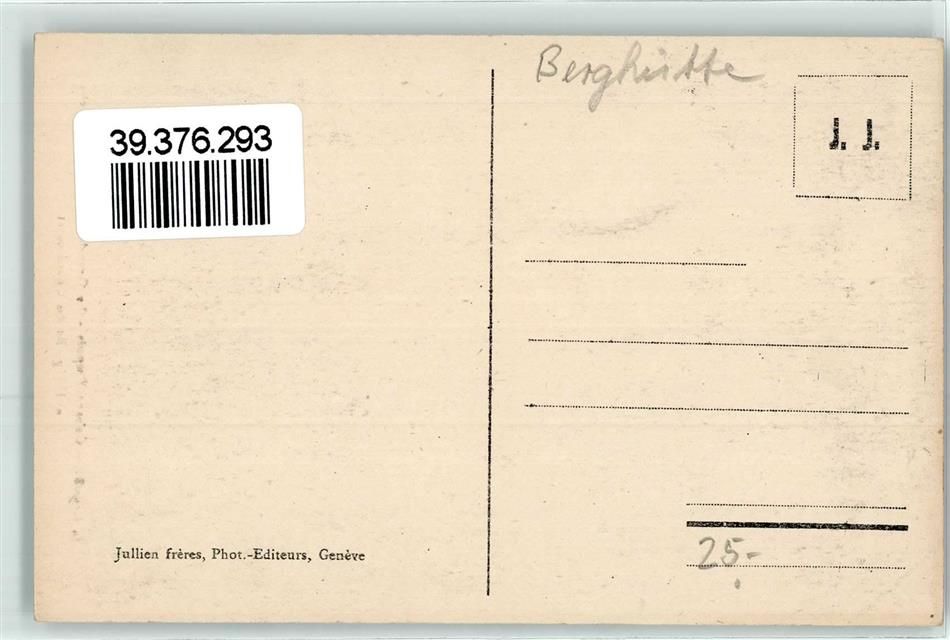 Berghütte
39.376.293
J. J.
Jullien frères, Phot.-Editeurs, Genève
25-